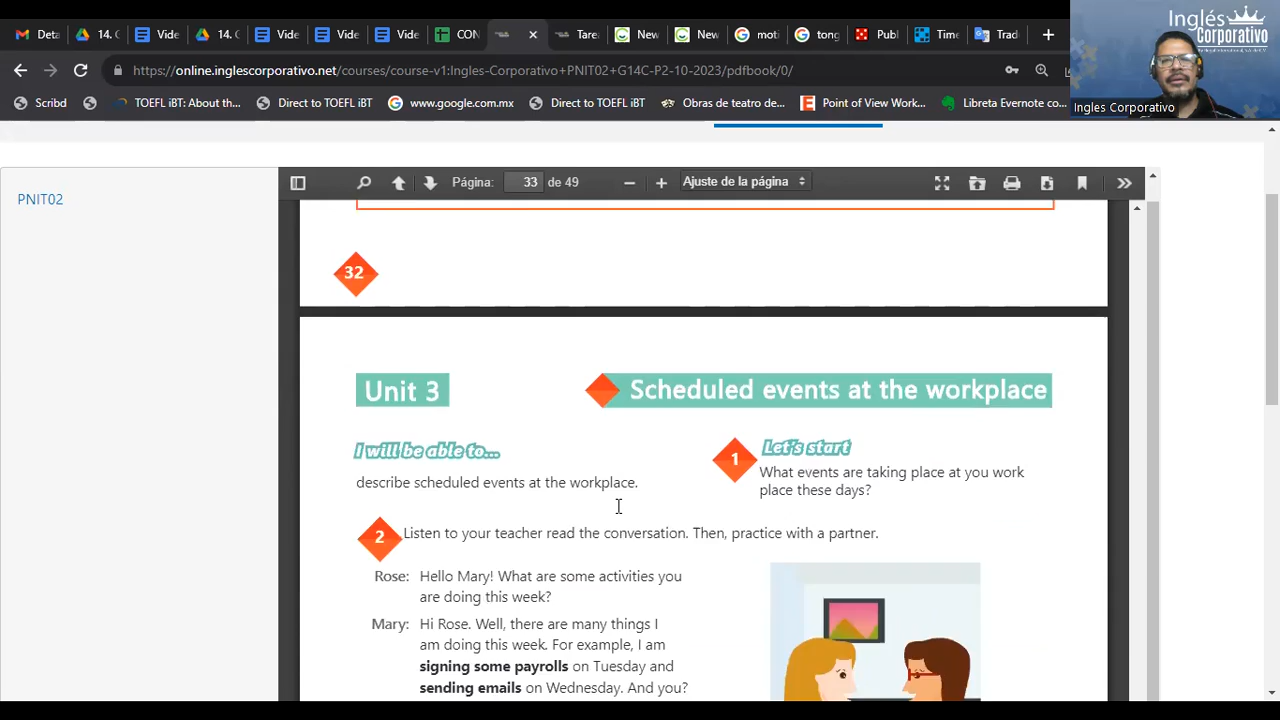 Deta
14. C
Vide
14. C
Vide
Vide
Vide
CON
Tare
New
New
mot
tong
Publ
Time
Trad
https://online.inglescorporativo.net/courses/course-v1:Ingles-Corporativo+PNIT02+G14C-P2-10-2023/pdfbook/0/
Inglés
Corporativo
Ingles Corporativo
Scribd
TOEFL iBT: About th...
Direct to TOEFL iBT
www.google.com.mx
Direct to TOEFL iBT
Obras de teatro de...
Point of View Work...
Libreta Evernote co...
PNIT02
Página: 33 de 49
Ajuste de la página
32
Unit 3
Scheduled events at the workplace
I will be able to...
describe scheduled events at the workplace.
1
Let's start
What events are taking place at you work
place these days?
2
Listen to your teacher read the conversation. Then, practice with a partner.
Rose: Hello Mary! What are some activities you
are doing this week?
Mary: Hi Rose. Well, there are many things I
am doing this week. For example, I am
signing some payrolls on Tuesday and
sending emails on Wednesday. And you?